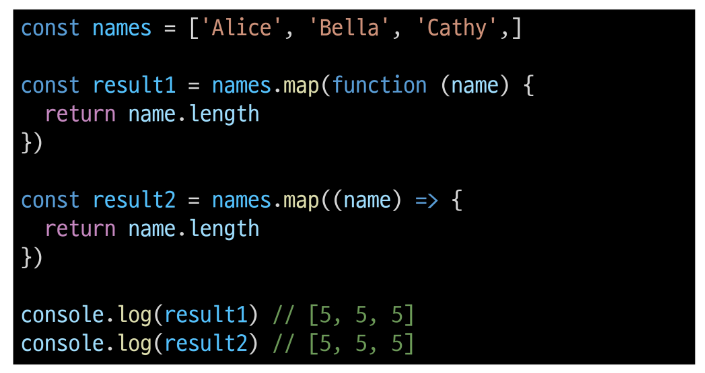 const names = ['Alice', 'Bella', 'Cathy',]
const result1 = names.map(function (name) {
  return name.length
})
const result2 = names.map((name) => {
  return name.length
})
console.log(result1) // [5, 5, 5]
console.log(result2) // [5, 5, 5]